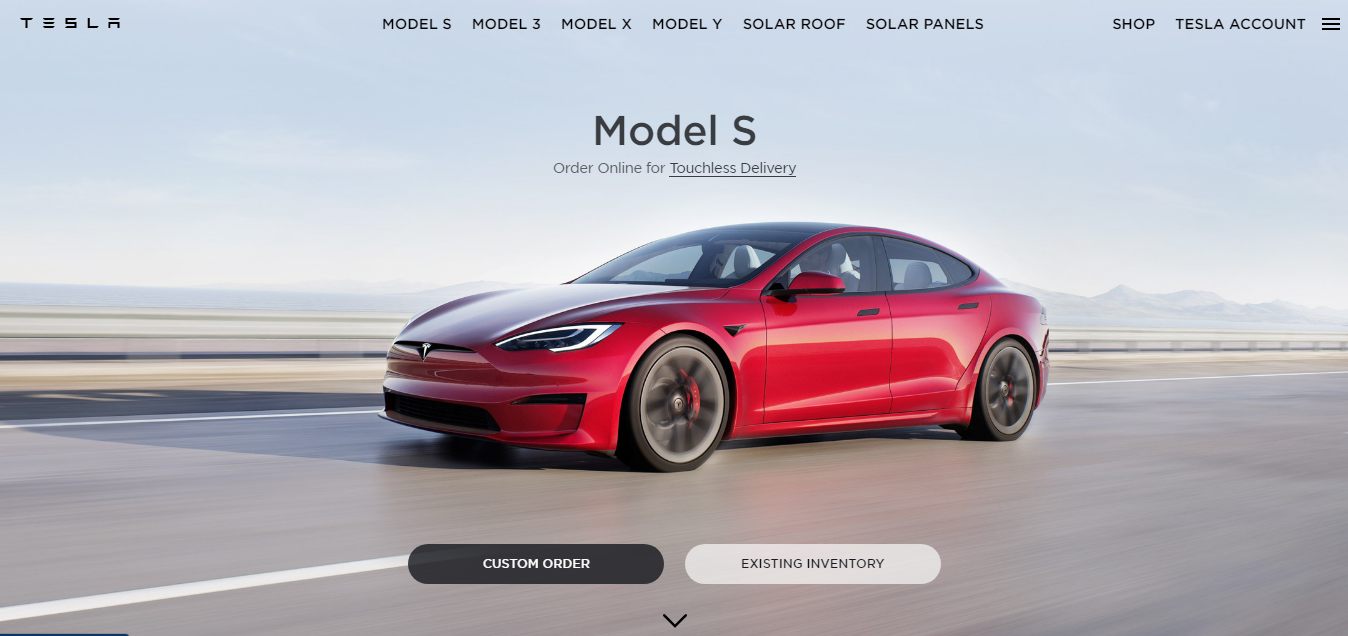 TESLA
MODEL S MODEL 3 MODEL X MODEL Y SOLAR ROOF SOLAR PANELS
SHOP TESLA ACCOUNT
Model S
Order Online for Touchless Delivery
CUSTOM ORDER
EXISTING INVENTORY